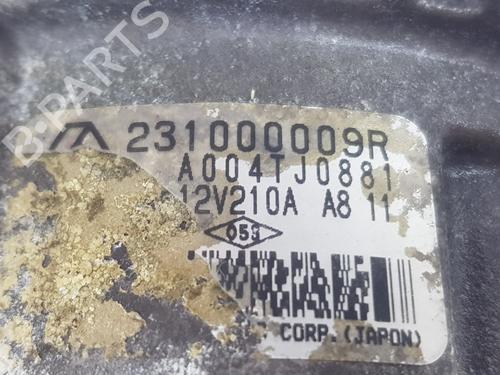 B-PARTS
231000009R
A004TJ0881
12V210A A8 11
059
CORP.(JAPON)